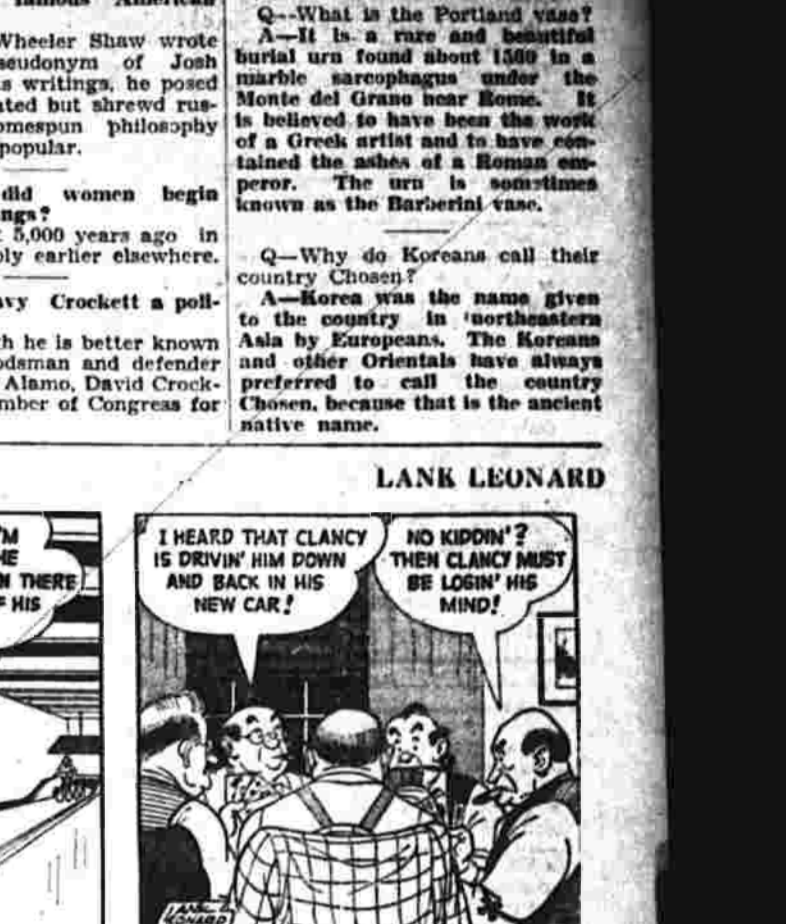 Wheeler Shaw wrote
seudonym of Josh
s writings, he posed
ted but shrewd rus-
omespun philosophy
popular.
did women begin
ngs?
5,000 years ago in
bly earlier elsewhere.
vy Crockett a poli-
h he is better known
odsman and defender
Alamo, David Crock-
mber of Congress for
Q--What is the Portland vase?
A—It is a rare and beautiful
burial urn found about 1560 in a
marble sarcophagus under the
Monte del Grano near Rome. It
is believed to have been the work
of a Greek artist and to have con-
tained the ashes of a Roman em-
peror. The urn is sometimes
known as the Barberini vase.
Q—Why do Koreans call their
country Chosen?
A—Korea was the name given
to the country in northeastern
Asia by Europeans. The Koreans
and other Orientals have always
preferred to call the country
Chosen, because that is the ancient
native name.
LANK LEONARD
'M
HE
N THERE
F HIS
I HEARD THAT CLANCY
IS DRIVIN' HIM DOWN
AND BACK IN HIS
NEW CAR!
NO KIDDIN'?
THEN CLANCY MUST
BE LOSIN' HIS
MIND!
LANK
LEONARD